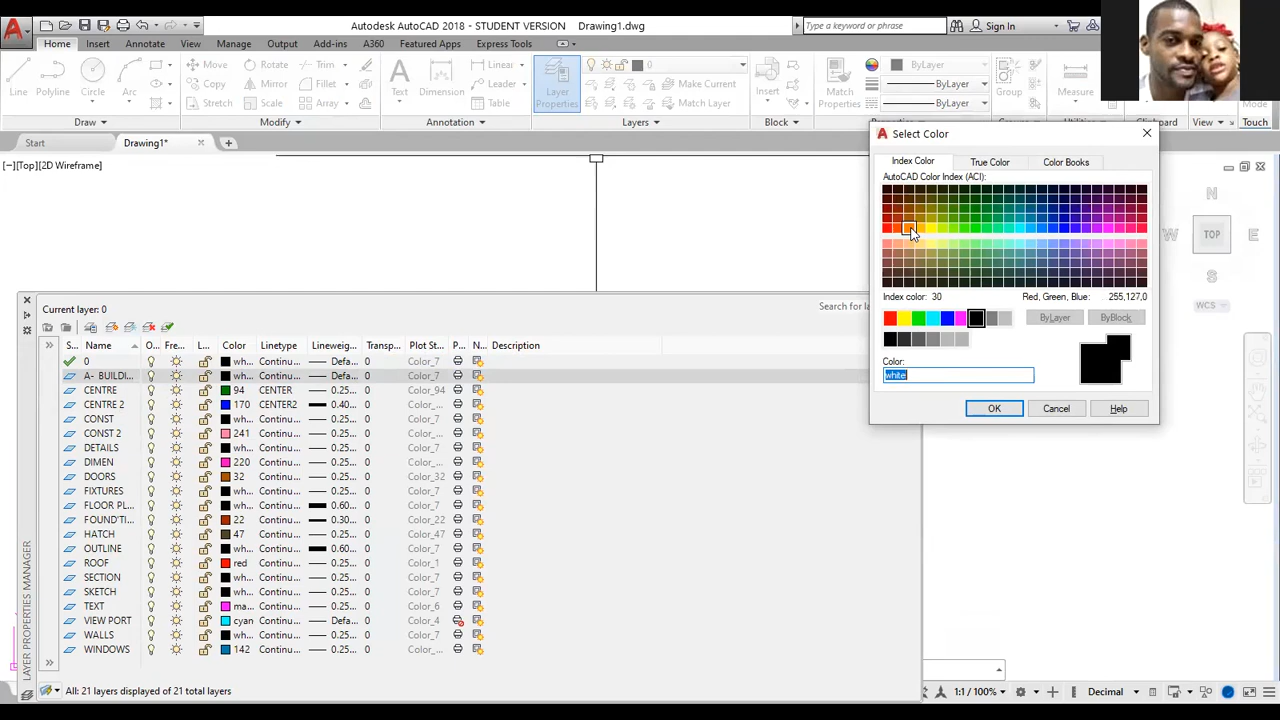 Autodesk AutoCAD 2018 - STUDENT VERSION Drawing1.dwg
Type a keyword or phrase
Sign In
Home Insert Annotate View Manage Output Add-ins A360 Featured Apps Express Tools
Line Polyline Circle Arc
Move Rotate Trim
Copy Mirror Fillet
Stretch Scale Array
Text Dimension
Linear
Leader
Table
Layer Properties
0
Make Current
Match Layer
Insert
Match Properties
ByLayer
ByLayer
ByLayer
Group
Measure
Mode
Draw Modify Annotation Layers Block View Touch
Start Drawing1* +
[−][Top][2D Wireframe]
Select Color
Index Color True Color Color Books
AutoCAD Color Index (ACI):
Index color: 30 Red, Green, Blue: 255,127,0
ByLayer ByBlock
Color:
white
OK Cancel Help
N
W TOP E
S
WCS
Current layer: 0
Search for la
S... Name O... Fre... L... Color Linetype Lineweig... Transp... Plot St... P... N... Description
0 wh... Continu... Defa... 0 Color_7
A- BUILDI... wh... Continu... Defa... 0 Color_7
CENTRE 94 CENTER 0.25... 0 Color_94
CENTRE 2 170 CENTER2 0.40... 0 Color_...
CONST wh... Continu... 0.25... 0 Color_7
CONST 2 241 Continu... 0.25... 0 Color_...
DETAILS wh... Continu... 0.25... 0 Color_7
DIMEN 220 Continu... 0.25... 0 Color_...
DOORS 32 Continu... 0.25... 0 Color_32
FIXTURES wh... Continu... 0.25... 0 Color_7
FLOOR PL... wh... Continu... 0.60... 0 Color_7
FOUND'TI... 22 Continu... 0.30... 0 Color_22
HATCH 47 Continu... 0.25... 0 Color_47
OUTLINE wh... Continu... 0.60... 0 Color_7
ROOF red Continu... 0.25... 0 Color_1
SECTION wh... Continu... 0.25... 0 Color_7
SKETCH wh... Continu... 0.25... 0 Color_7
TEXT ma... Continu... 0.25... 0 Color_6
VIEW PORT cyan Continu... Defa... 0 Color_4
WALLS wh... Continu... 0.25... 0 Color_7
WINDOWS 142 Continu... 0.25... 0 Color_...
LAYER PROPERTIES MANAGER
All: 21 layers displayed of 21 total layers
1:1 / 100% Decimal